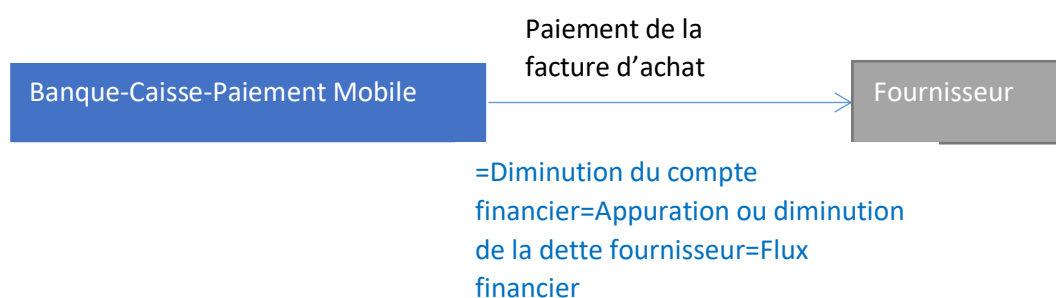 Paiement de la
facture d’achat
Banque-Caisse-Paiement Mobile
Fournisseur
=Diminution du compte
financier=Appuration ou diminution
de la dette fournisseur=Flux
financier